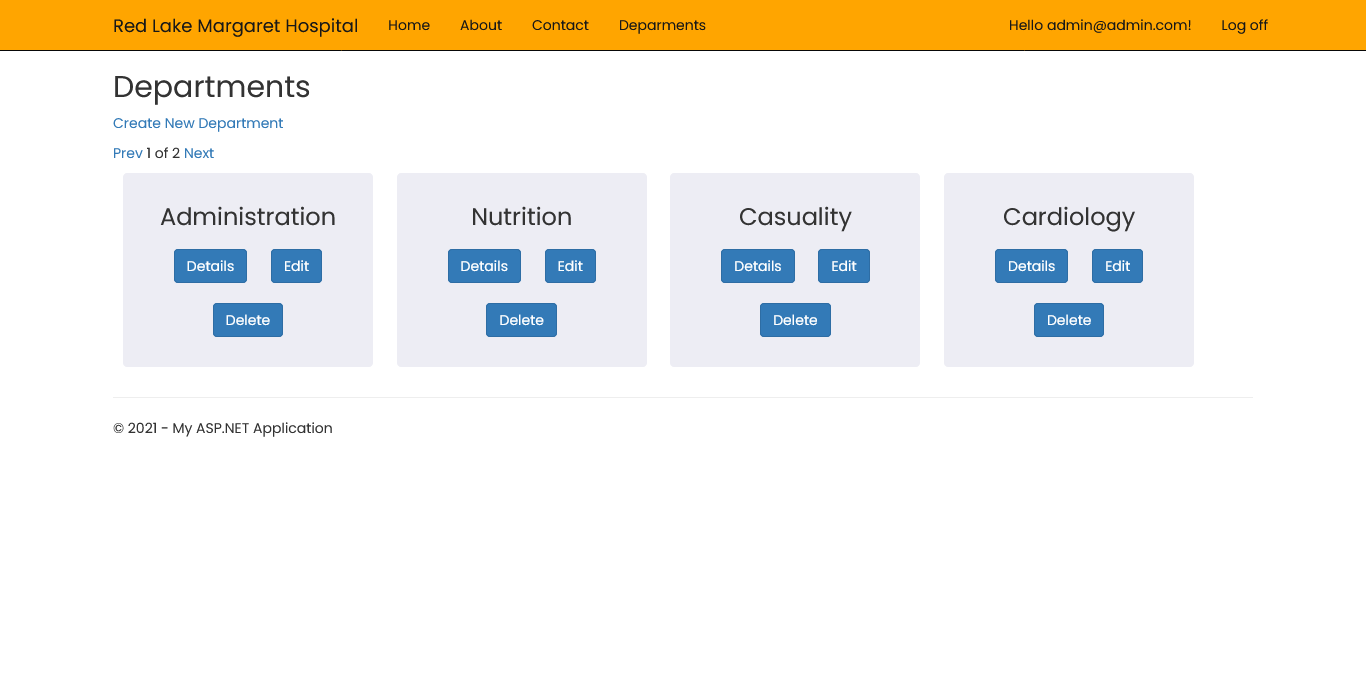 Red Lake Margaret Hospital Home About Contact Deparments Hello admin@admin.com! Log off
Departments
Create New Department
Prev 1 of 2 Next
Administration Nutrition Casuality Cardiology
Details Edit Details Edit Details Edit Details Edit
Delete Delete Delete Delete
© 2021 - My ASP.NET Application